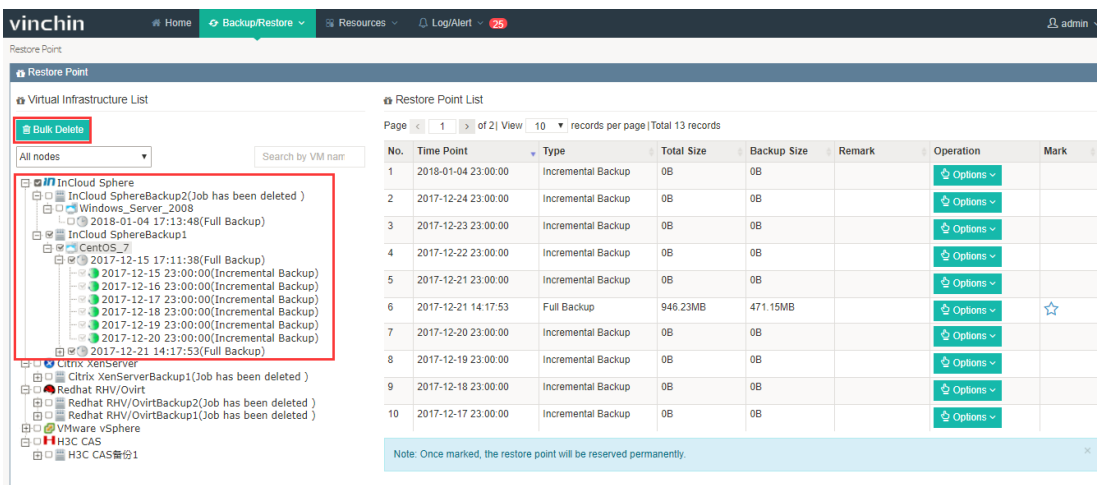 vinchin Home Backup/Restore Resources Log/Alert 25 admin
Restore Point
Restore Point
Virtual Infrastructure List
Bulk Delete
All nodes Search by VM nam
InCloud Sphere
InCloud SphereBackup2(Job has been deleted )
Windows_Server_2008
2018-01-04 17:13:48(Full Backup)
InCloud SphereBackup1
CentOS_7
2017-12-15 17:11:38(Full Backup)
2017-12-15 23:00:00(Incremental Backup)
2017-12-16 23:00:00(Incremental Backup)
2017-12-17 23:00:00(Incremental Backup)
2017-12-18 23:00:00(Incremental Backup)
2017-12-19 23:00:00(Incremental Backup)
2017-12-20 23:00:00(Incremental Backup)
2017-12-21 14:17:53(Full Backup)
Citrix XenServer
Citrix XenServerBackup1(Job has been deleted )
Redhat RHV/Ovirt
Redhat RHV/OvirtBackup2(Job has been deleted )
Redhat RHV/OvirtBackup1(Job has been deleted )
VMware vSphere
H3C CAS
H3C CAS备份1
Restore Point List
Page < 1 > of 2| View 10 records per page|Total 13 records
No. Time Point Type Total Size Backup Size Remark Operation Mark
1 2018-01-04 23:00:00 Incremental Backup 0B 0B Options
2 2017-12-24 23:00:00 Incremental Backup 0B 0B Options
3 2017-12-23 23:00:00 Incremental Backup 0B 0B Options
4 2017-12-22 23:00:00 Incremental Backup 0B 0B Options
5 2017-12-21 23:00:00 Incremental Backup 0B 0B Options
6 2017-12-21 14:17:53 Full Backup 946.23MB 471.15MB Options
7 2017-12-20 23:00:00 Incremental Backup 0B 0B Options
8 2017-12-19 23:00:00 Incremental Backup 0B 0B Options
9 2017-12-18 23:00:00 Incremental Backup 0B 0B Options
10 2017-12-17 23:00:00 Incremental Backup 0B 0B Options
Note: Once marked, the restore point will be reserved permanently. ×